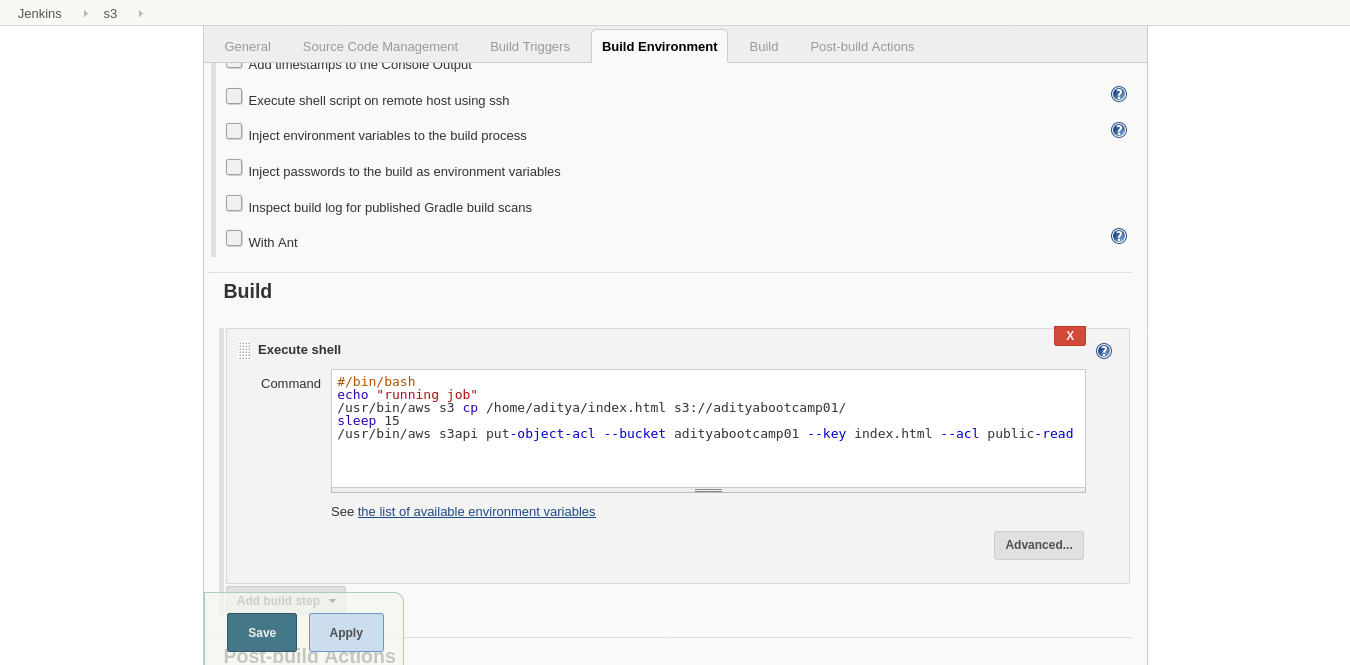 Jenkins s3
General Source Code Management Build Triggers Build Environment Build Post-build Actions
Add timestamps to the Console Output
Execute shell script on remote host using ssh
Inject environment variables to the build process
Inject passwords to the build as environment variables
Inspect build log for published Gradle build scans
With Ant
Build
X
Execute shell
Command
#/bin/bash
echo "running job"
/usr/bin/aws s3 cp /home/aditya/index.html s3://adityabootcamp01/
sleep 15
/usr/bin/aws s3api put-object-acl --bucket adityabootcamp01 --key index.html --acl public-read
See the list of available environment variables
Advanced...
Add build step
Save Apply
Post-build Actions